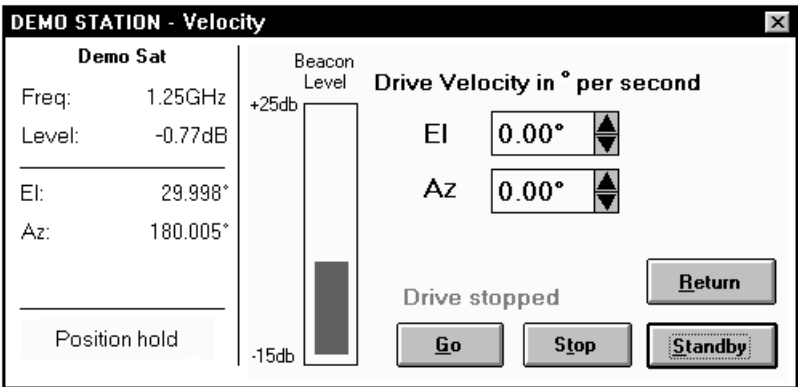 DEMO STATION - Velocity
Demo Sat
Freq: 1.25GHz
Level: -0.77dB
El: 29.998°
Az: 180.005°
Position hold
Beacon
Level
+25db
-15db
Drive Velocity in ° per second
El 0.00°
Az 0.00°
Drive stopped
Return
Go
Stop
Standby